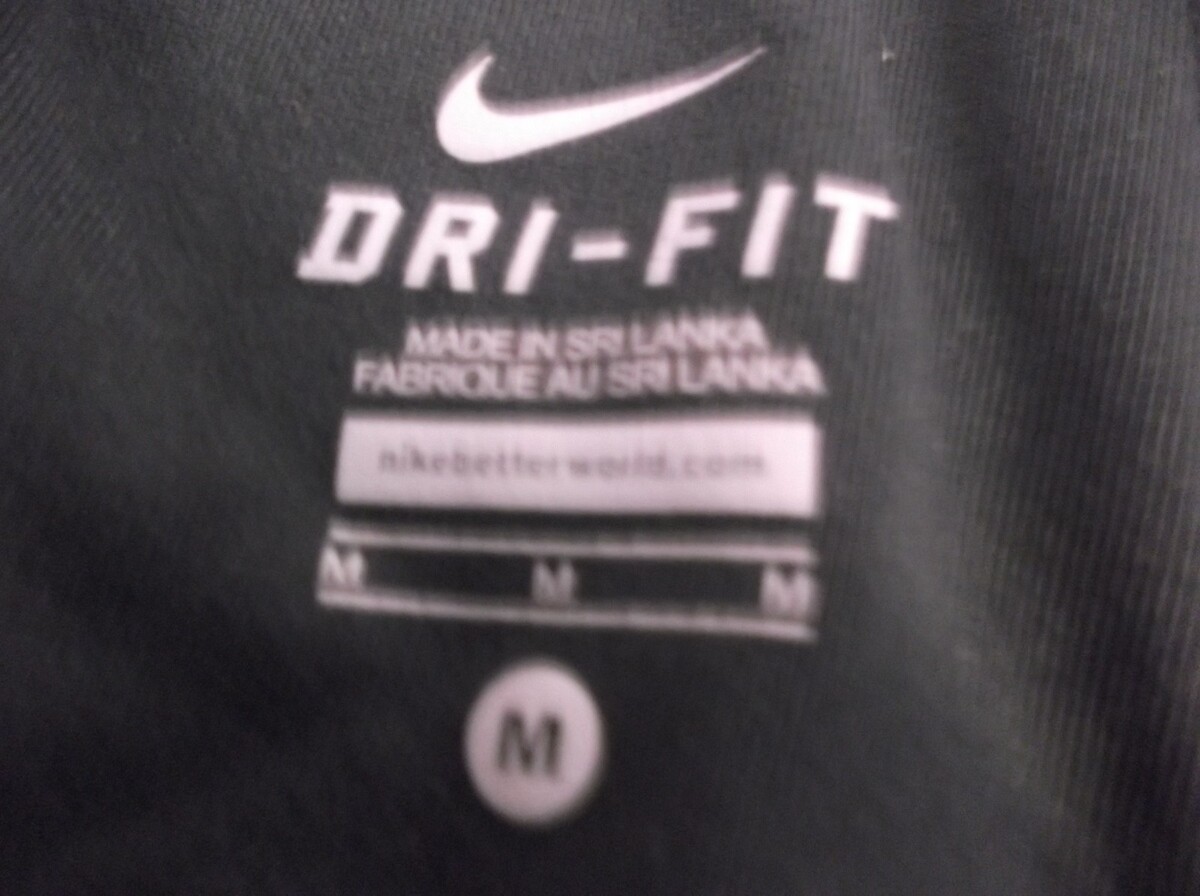 DRI-FIT
MADE IN SRI LANKA
FABRIQUE AU SRI LANKA
nikebetterworld.com
M M M
M